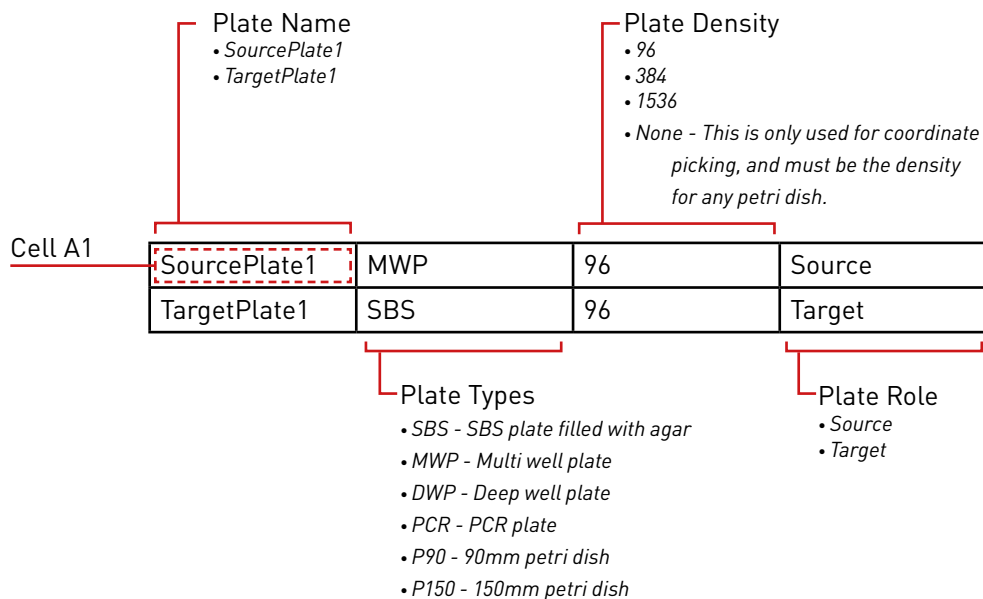 Plate Name
• SourcePlate1
• TargetPlate1
Plate Density
• 96
• 384
• 1536
• None - This is only used for coordinate
picking, and must be the density
for any petri dish.
Cell A1
SourcePlate1 MWP 96 Source
TargetPlate1 SBS 96 Target
Plate Types
• SBS - SBS plate filled with agar
• MWP - Multi well plate
• DWP - Deep well plate
• PCR - PCR plate
• P90 - 90mm petri dish
• P150 - 150mm petri dish
Plate Role
• Source
• Target